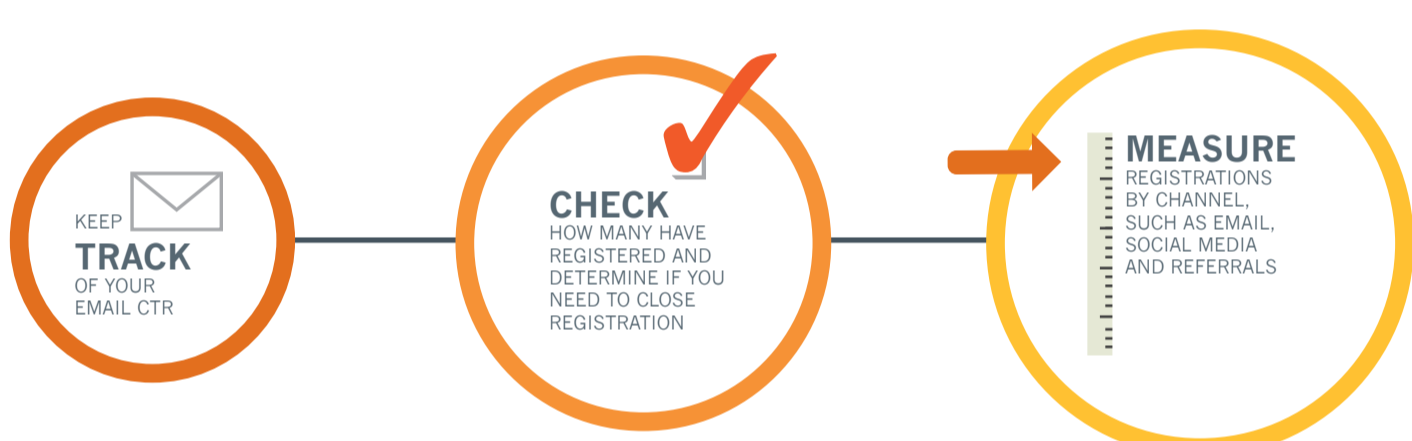 KEEP
TRACK
OF YOUR
EMAIL CTR
CHECK
HOW MANY HAVE
REGISTERED AND
DETERMINE IF YOU
NEED TO CLOSE
REGISTRATION
MEASURE
REGISTRATIONS
BY CHANNEL,
SUCH AS EMAIL,
SOCIAL MEDIA
AND REFERRALS